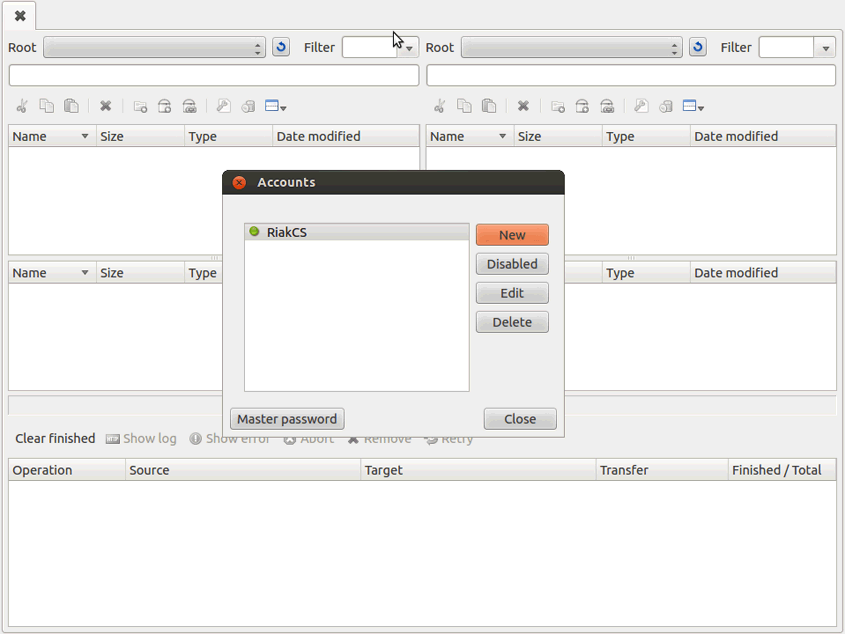 Root Filter Root Filter
Name Size Type Date modified Name Size Type Date modified
Accounts
RiakCS
New
Disabled
Edit
Delete
Master password Close
Name Size Type Type Date modified
Clear finished Show log Show error Abort Remove Retry
Operation Source Target Transfer Finished / Total